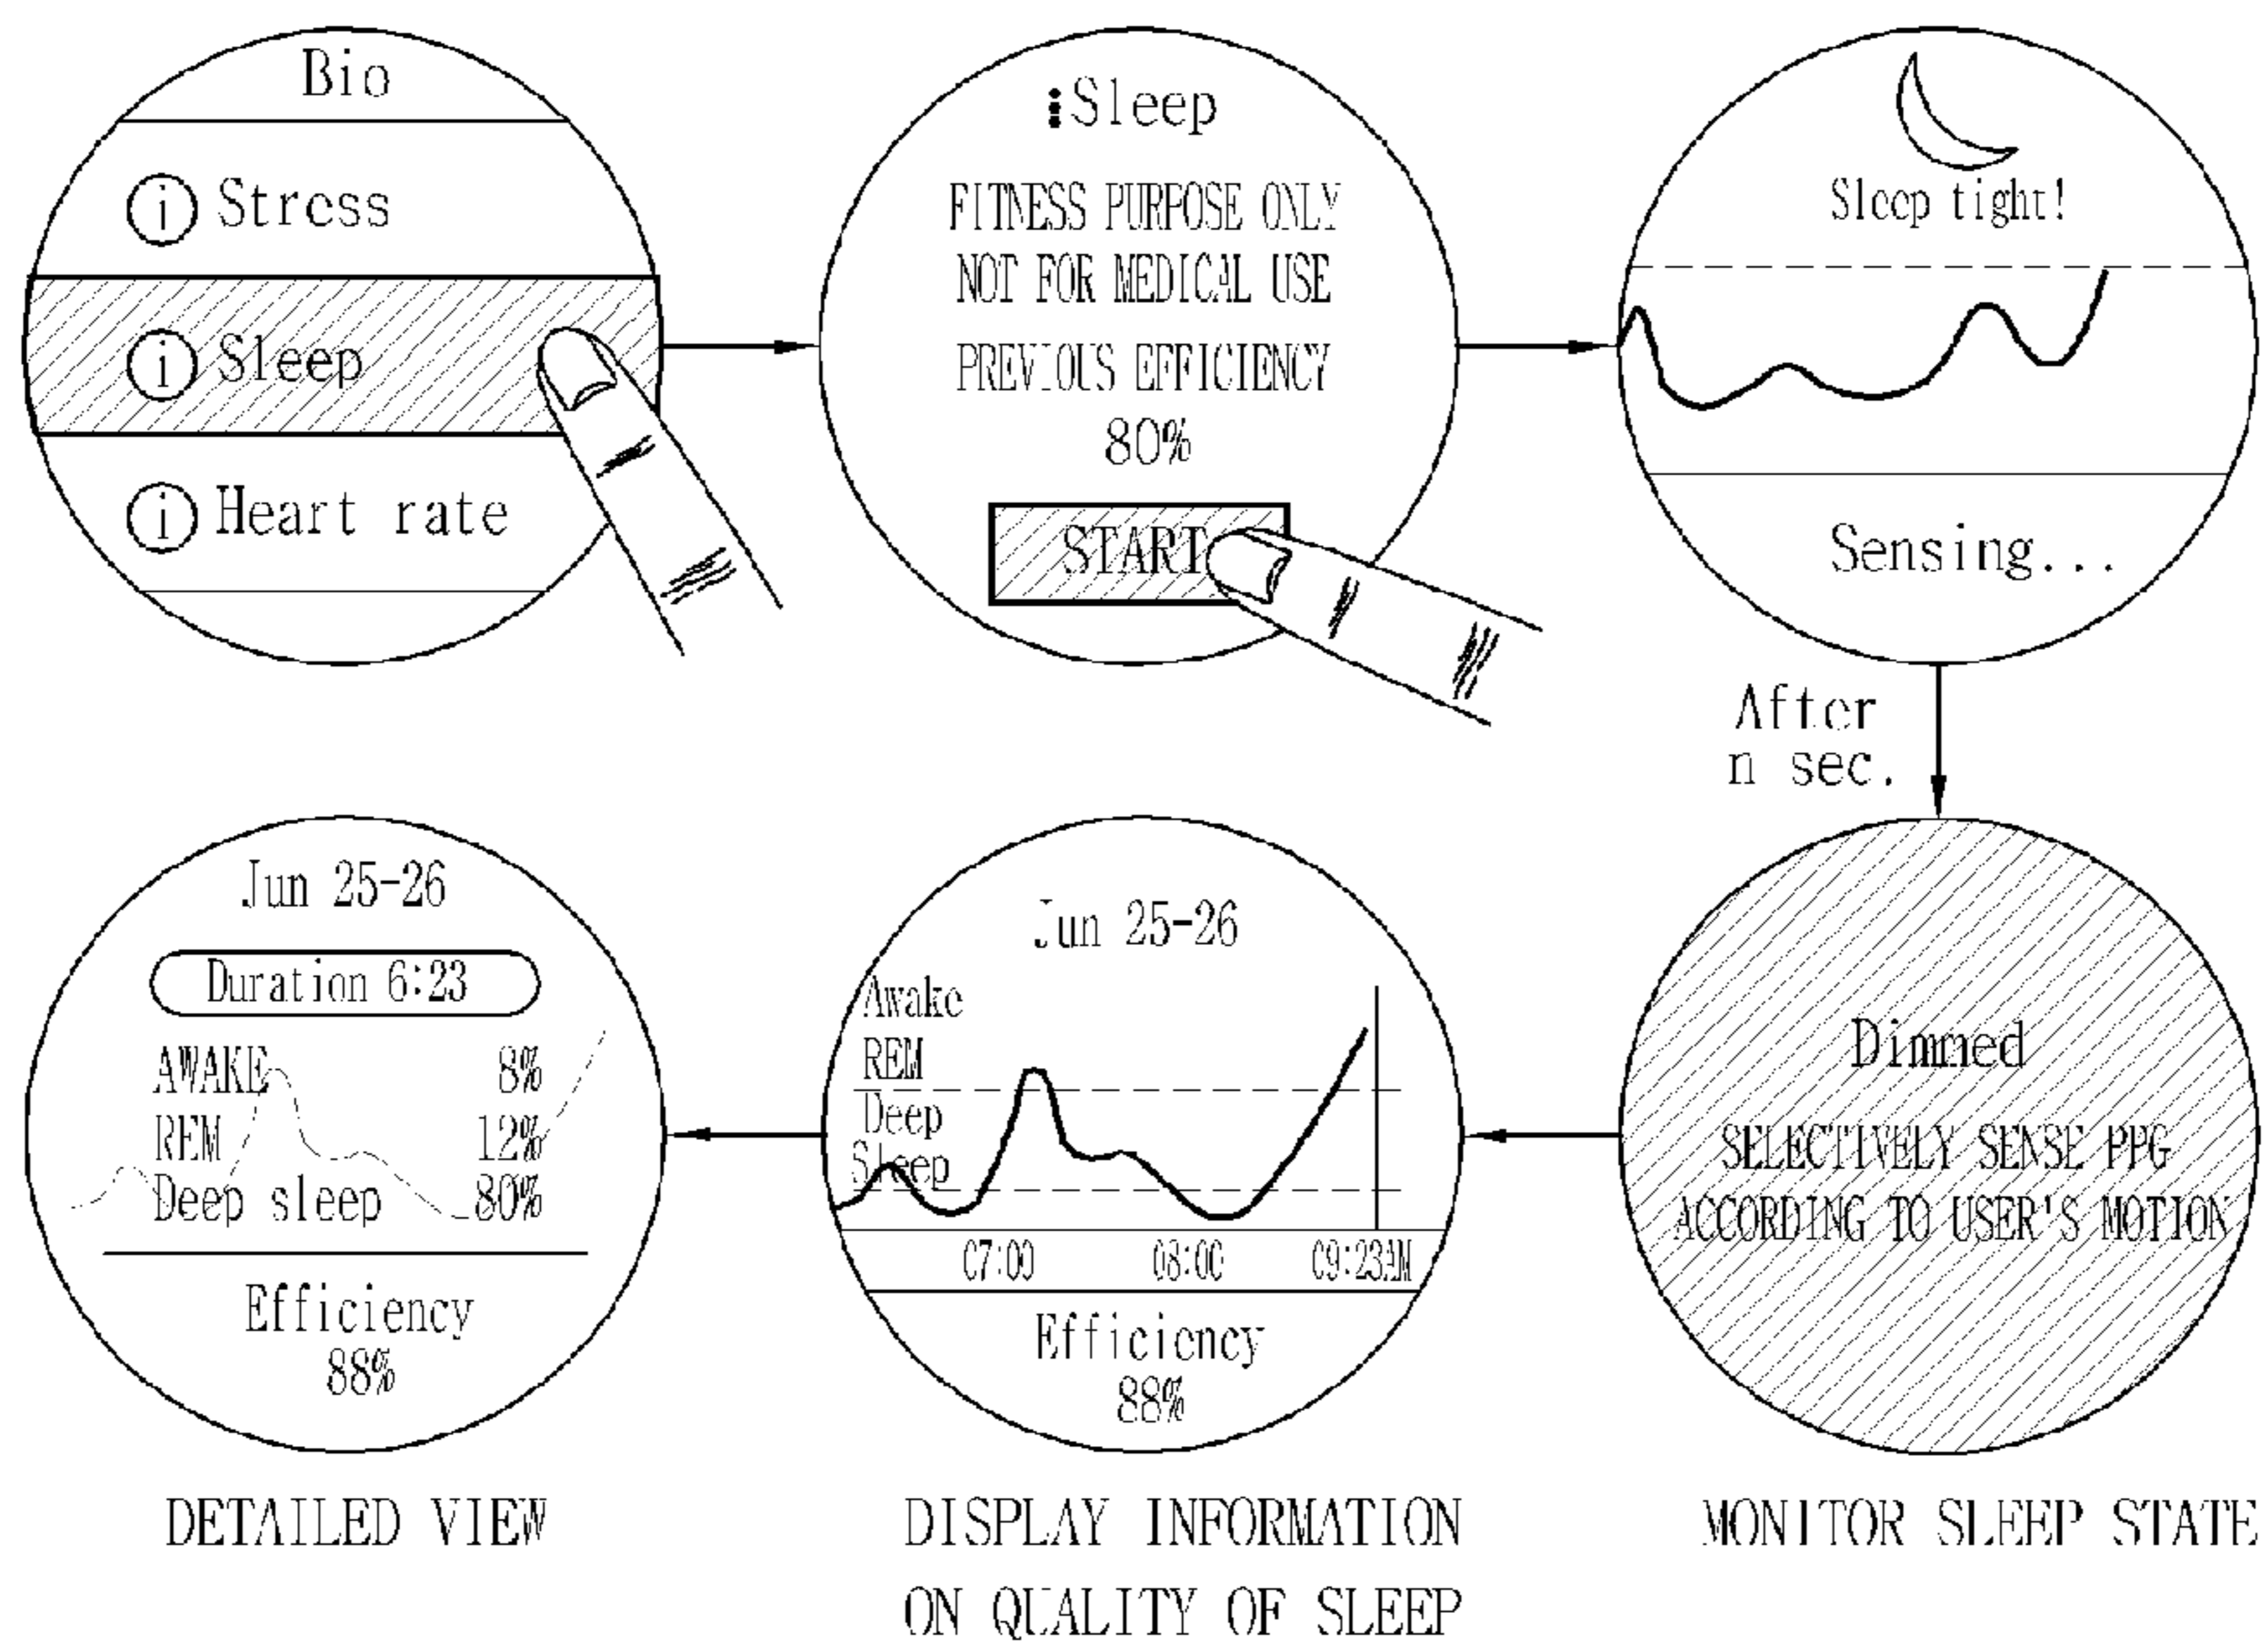 Bio
i Stress
i Sleep
i Heart rate
Sleep
FITNESS PURPOSE ONLY
NOT FOR MEDICAL USE
PREVIOUS EFFICIENCY
80%
START
Sleep tight!
Sensing...
After
n sec.
Dimmed
SELECTIVELY SENSE PPG
ACCORDING TO USER'S MOTION
MONITOR SLEEP STATE
Jun 25-26
Awake
REM
Deep
Sleep
07:00 08:00 09:23AM
Efficiency
88%
DISPLAY INFORMATION
ON QUALITY OF SLEEP
Jun 25-26
Duration 6:23
AWAKE 8%
REM 12%
Deep sleep 80%
Efficiency
88%
DETAILED VIEW